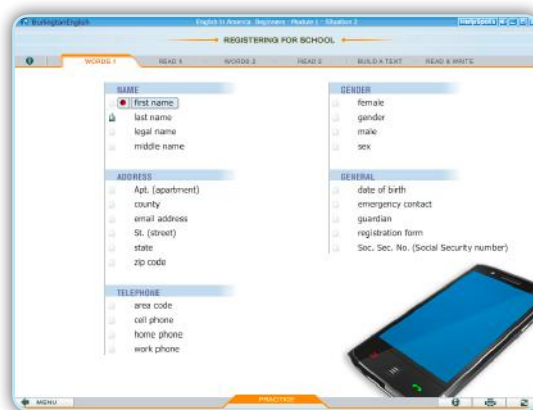 BurlingtonEnglish
English in America Beginners : Module 1 : Situation 2
REGISTERING FOR SCHOOL
WORDS 1
READ 1
WORDS 2
READ 2
BUILD A TEXT
READ & WRITE
NAME
first name
last name
legal name
middle name
ADDRESS
Apt. (apartment)
county
email address
St. (street)
state
zip code
TELEPHONE
area code
cell phone
home phone
work phone
GENDER
female
gender
male
sex
GENERAL
date of birth
emergency contact
guardian
registration form
Soc. Sec. No. (Social Security number)
MENU
PRACTICE